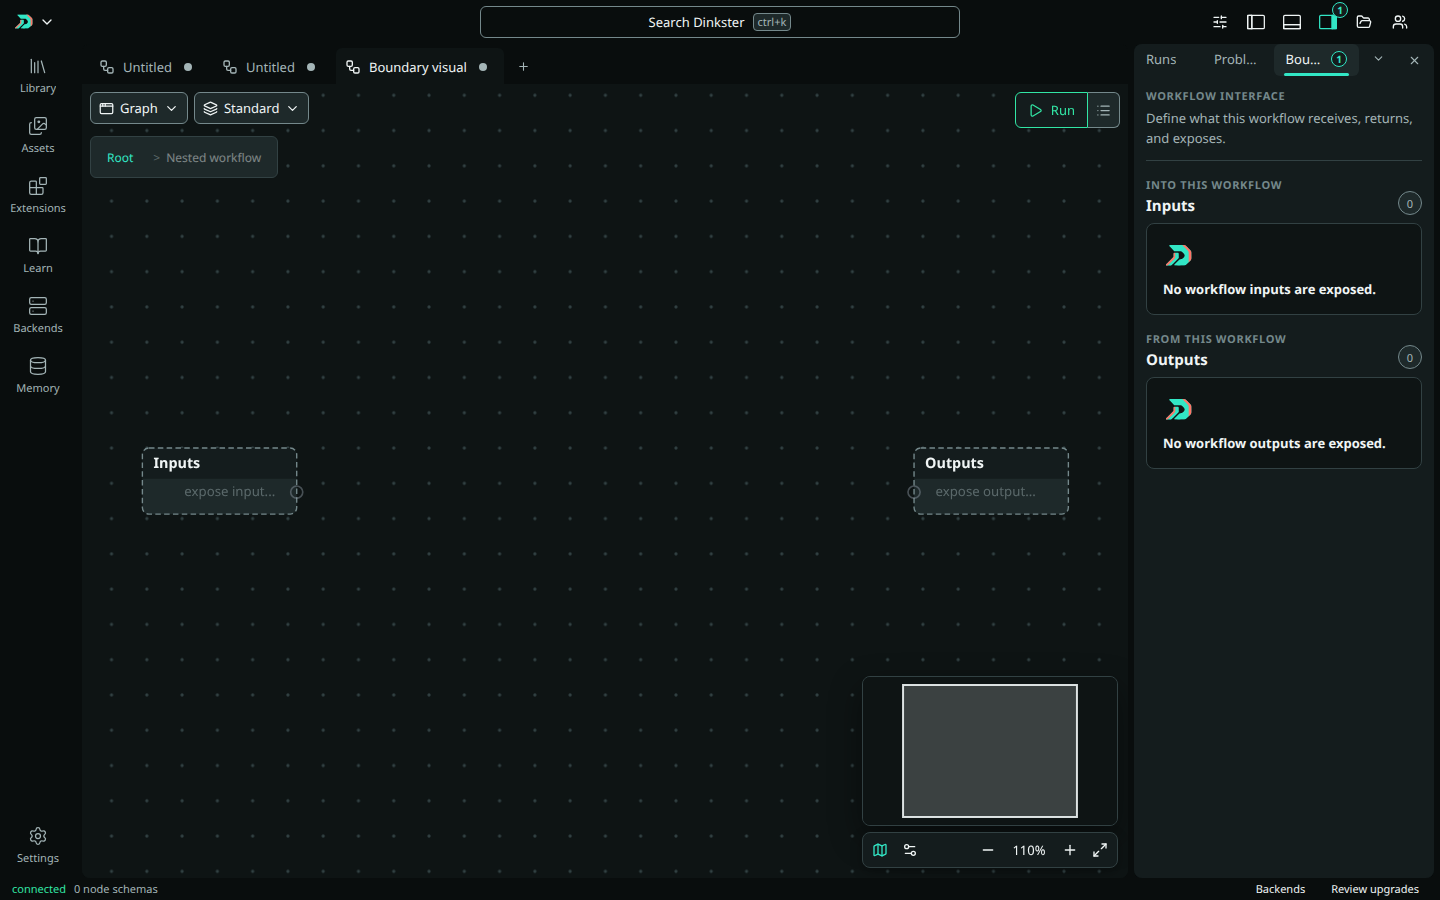 Search Dinkster ctrl+k
1
Library
Assets
Extensions
Learn
Backends
Memory
Settings
Untitled
Untitled
Boundary visual
Graph
Standard
Run
Root > Nested workflow
Inputs
expose input...
Outputs
expose output...
110%
Runs
Probl...
Bou... 1
WORKFLOW INTERFACE
Define what this workflow receives, returns,
and exposes.
INTO THIS WORKFLOW
Inputs 0
No workflow inputs are exposed.
FROM THIS WORKFLOW
Outputs 0
No workflow outputs are exposed.
connected 0 node schemas
Backends
Review upgrades